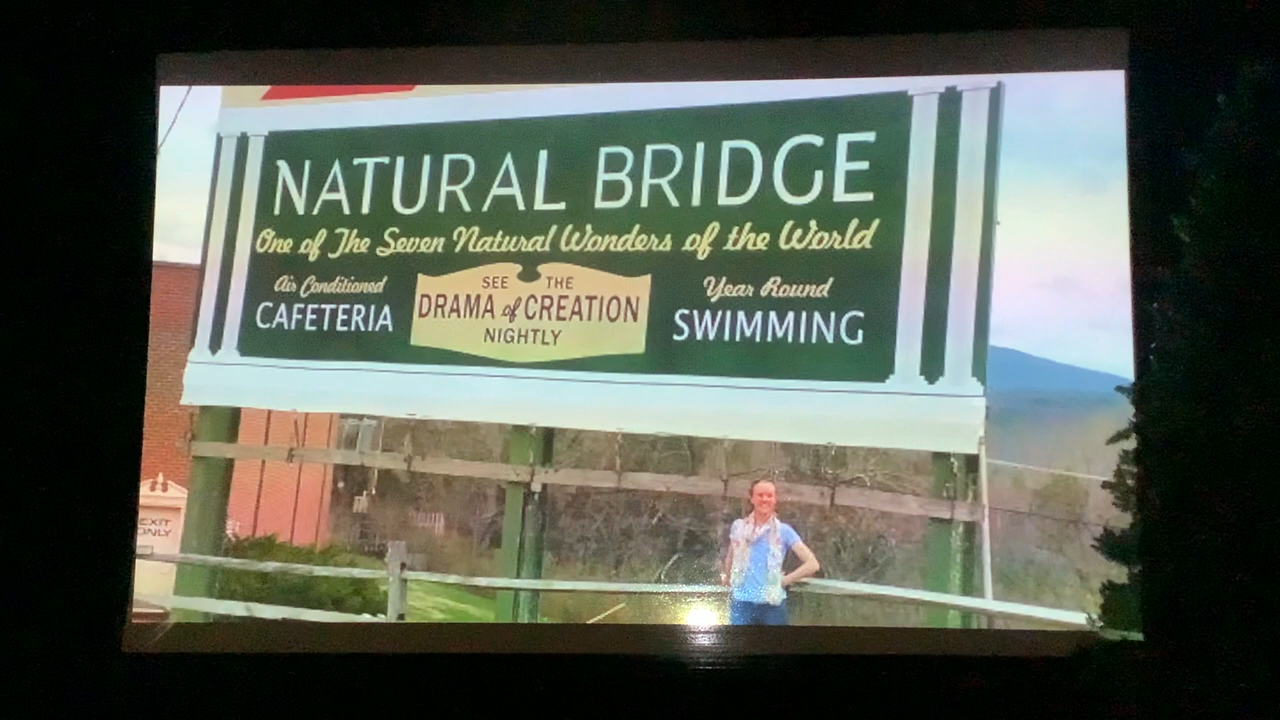 NATURAL BRIDGE
One of The Seven Natural Wonders of the World
Air Conditioned
CAFETERIA
SEE THE
DRAMA of CREATION
NIGHTLY
Year Round
SWIMMING
EXIT
ONLY